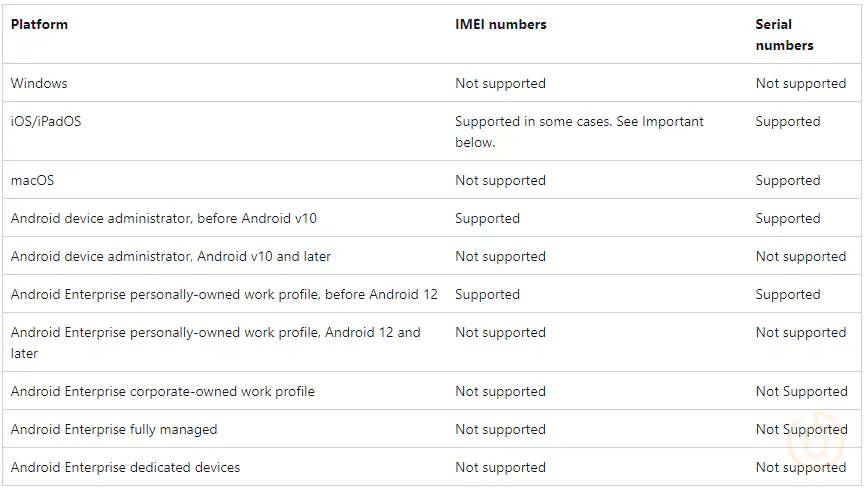 Platform IMEI numbers Serial
numbers
Windows Not supported Not supported
iOS/iPadOS Supported in some cases. See Important Supported
below.
macOS Not supported Supported
Android device administrator, before Android v10 Supported Supported
Android device administrator, Android v10 and later Not supported Not supported
Android Enterprise personally-owned work profile, before Android 12 Supported Supported
Android Enterprise personally-owned work profile, Android 12 and Not supported Not supported
later
Android Enterprise corporate-owned work profile Not supported Not Supported
Android Enterprise fully managed Not supported Not Supported
Android Enterprise dedicated devices Not supported Not supported